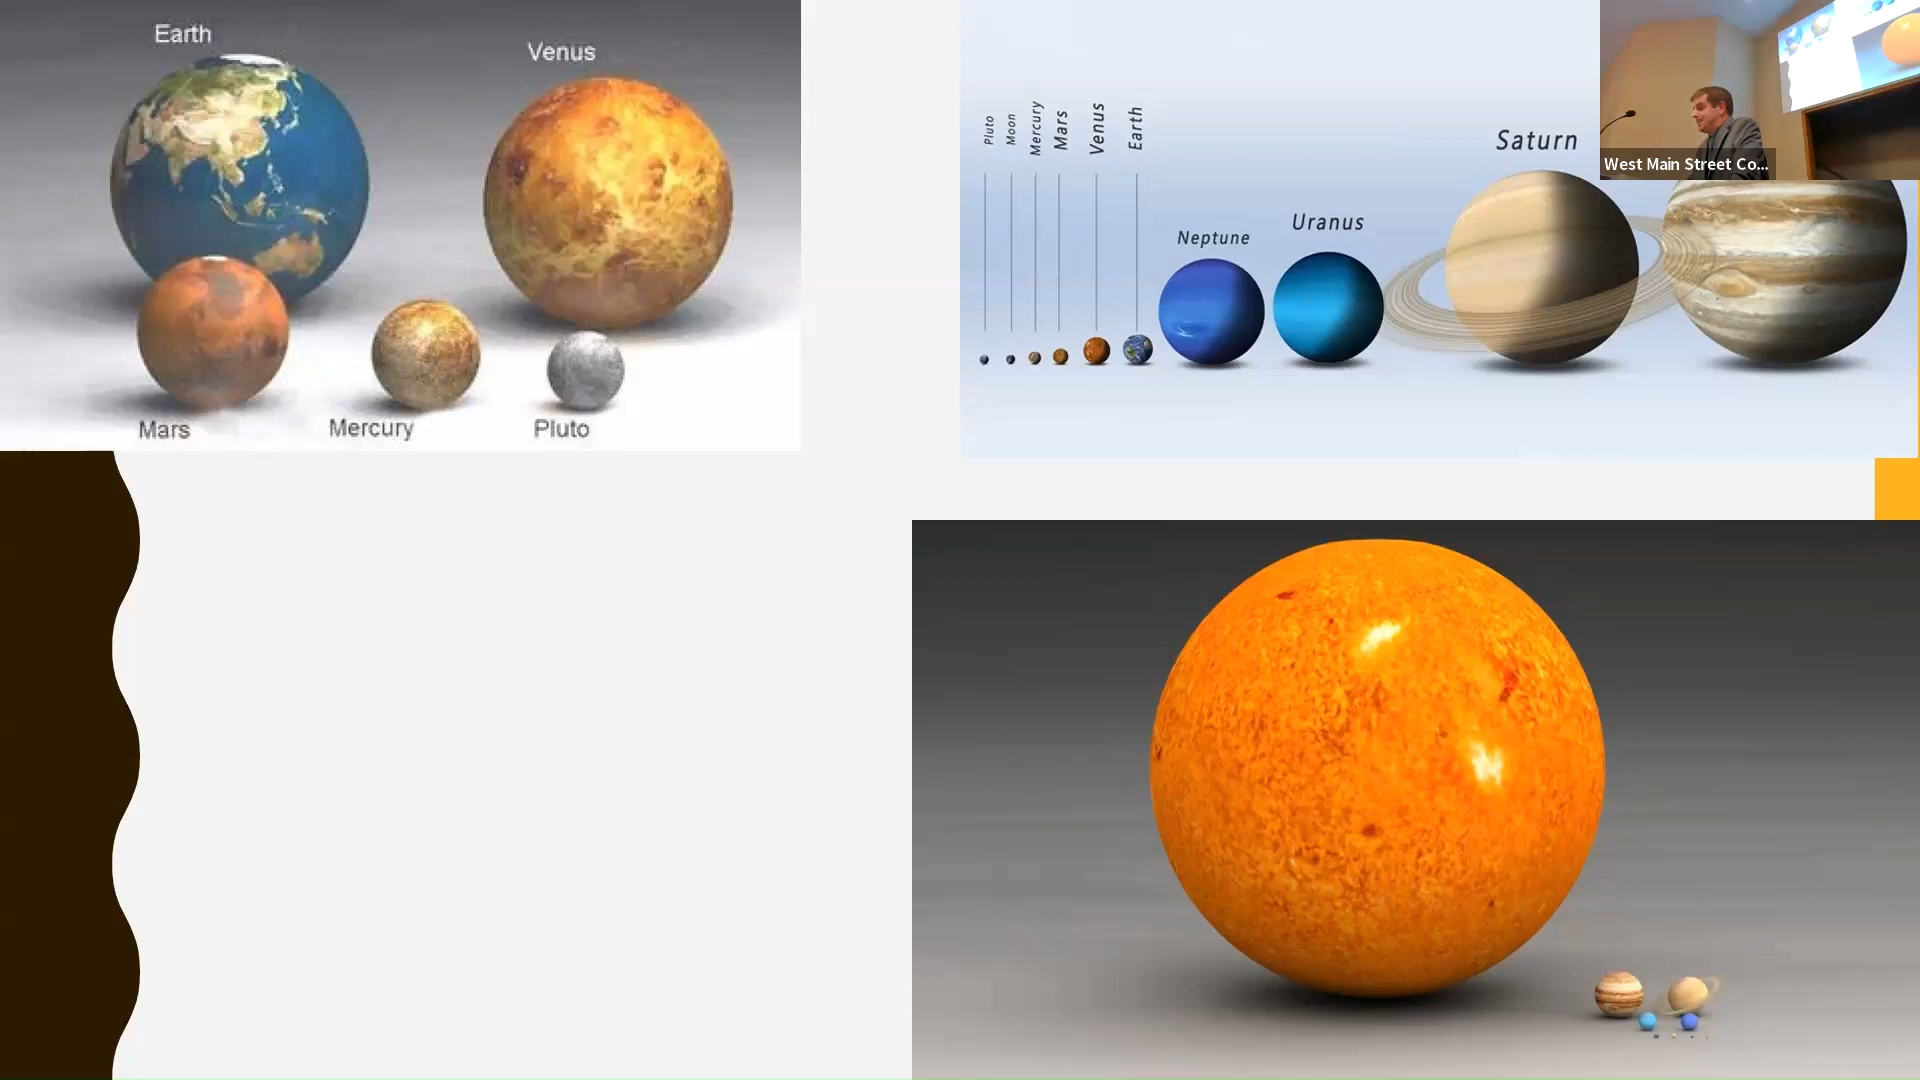 Earth
Venus
Mars
Mercury
Pluto
Pluto
Moon
Mercury
Mars
Venus
Earth
Neptune
Uranus
Saturn
West Main Street Co...